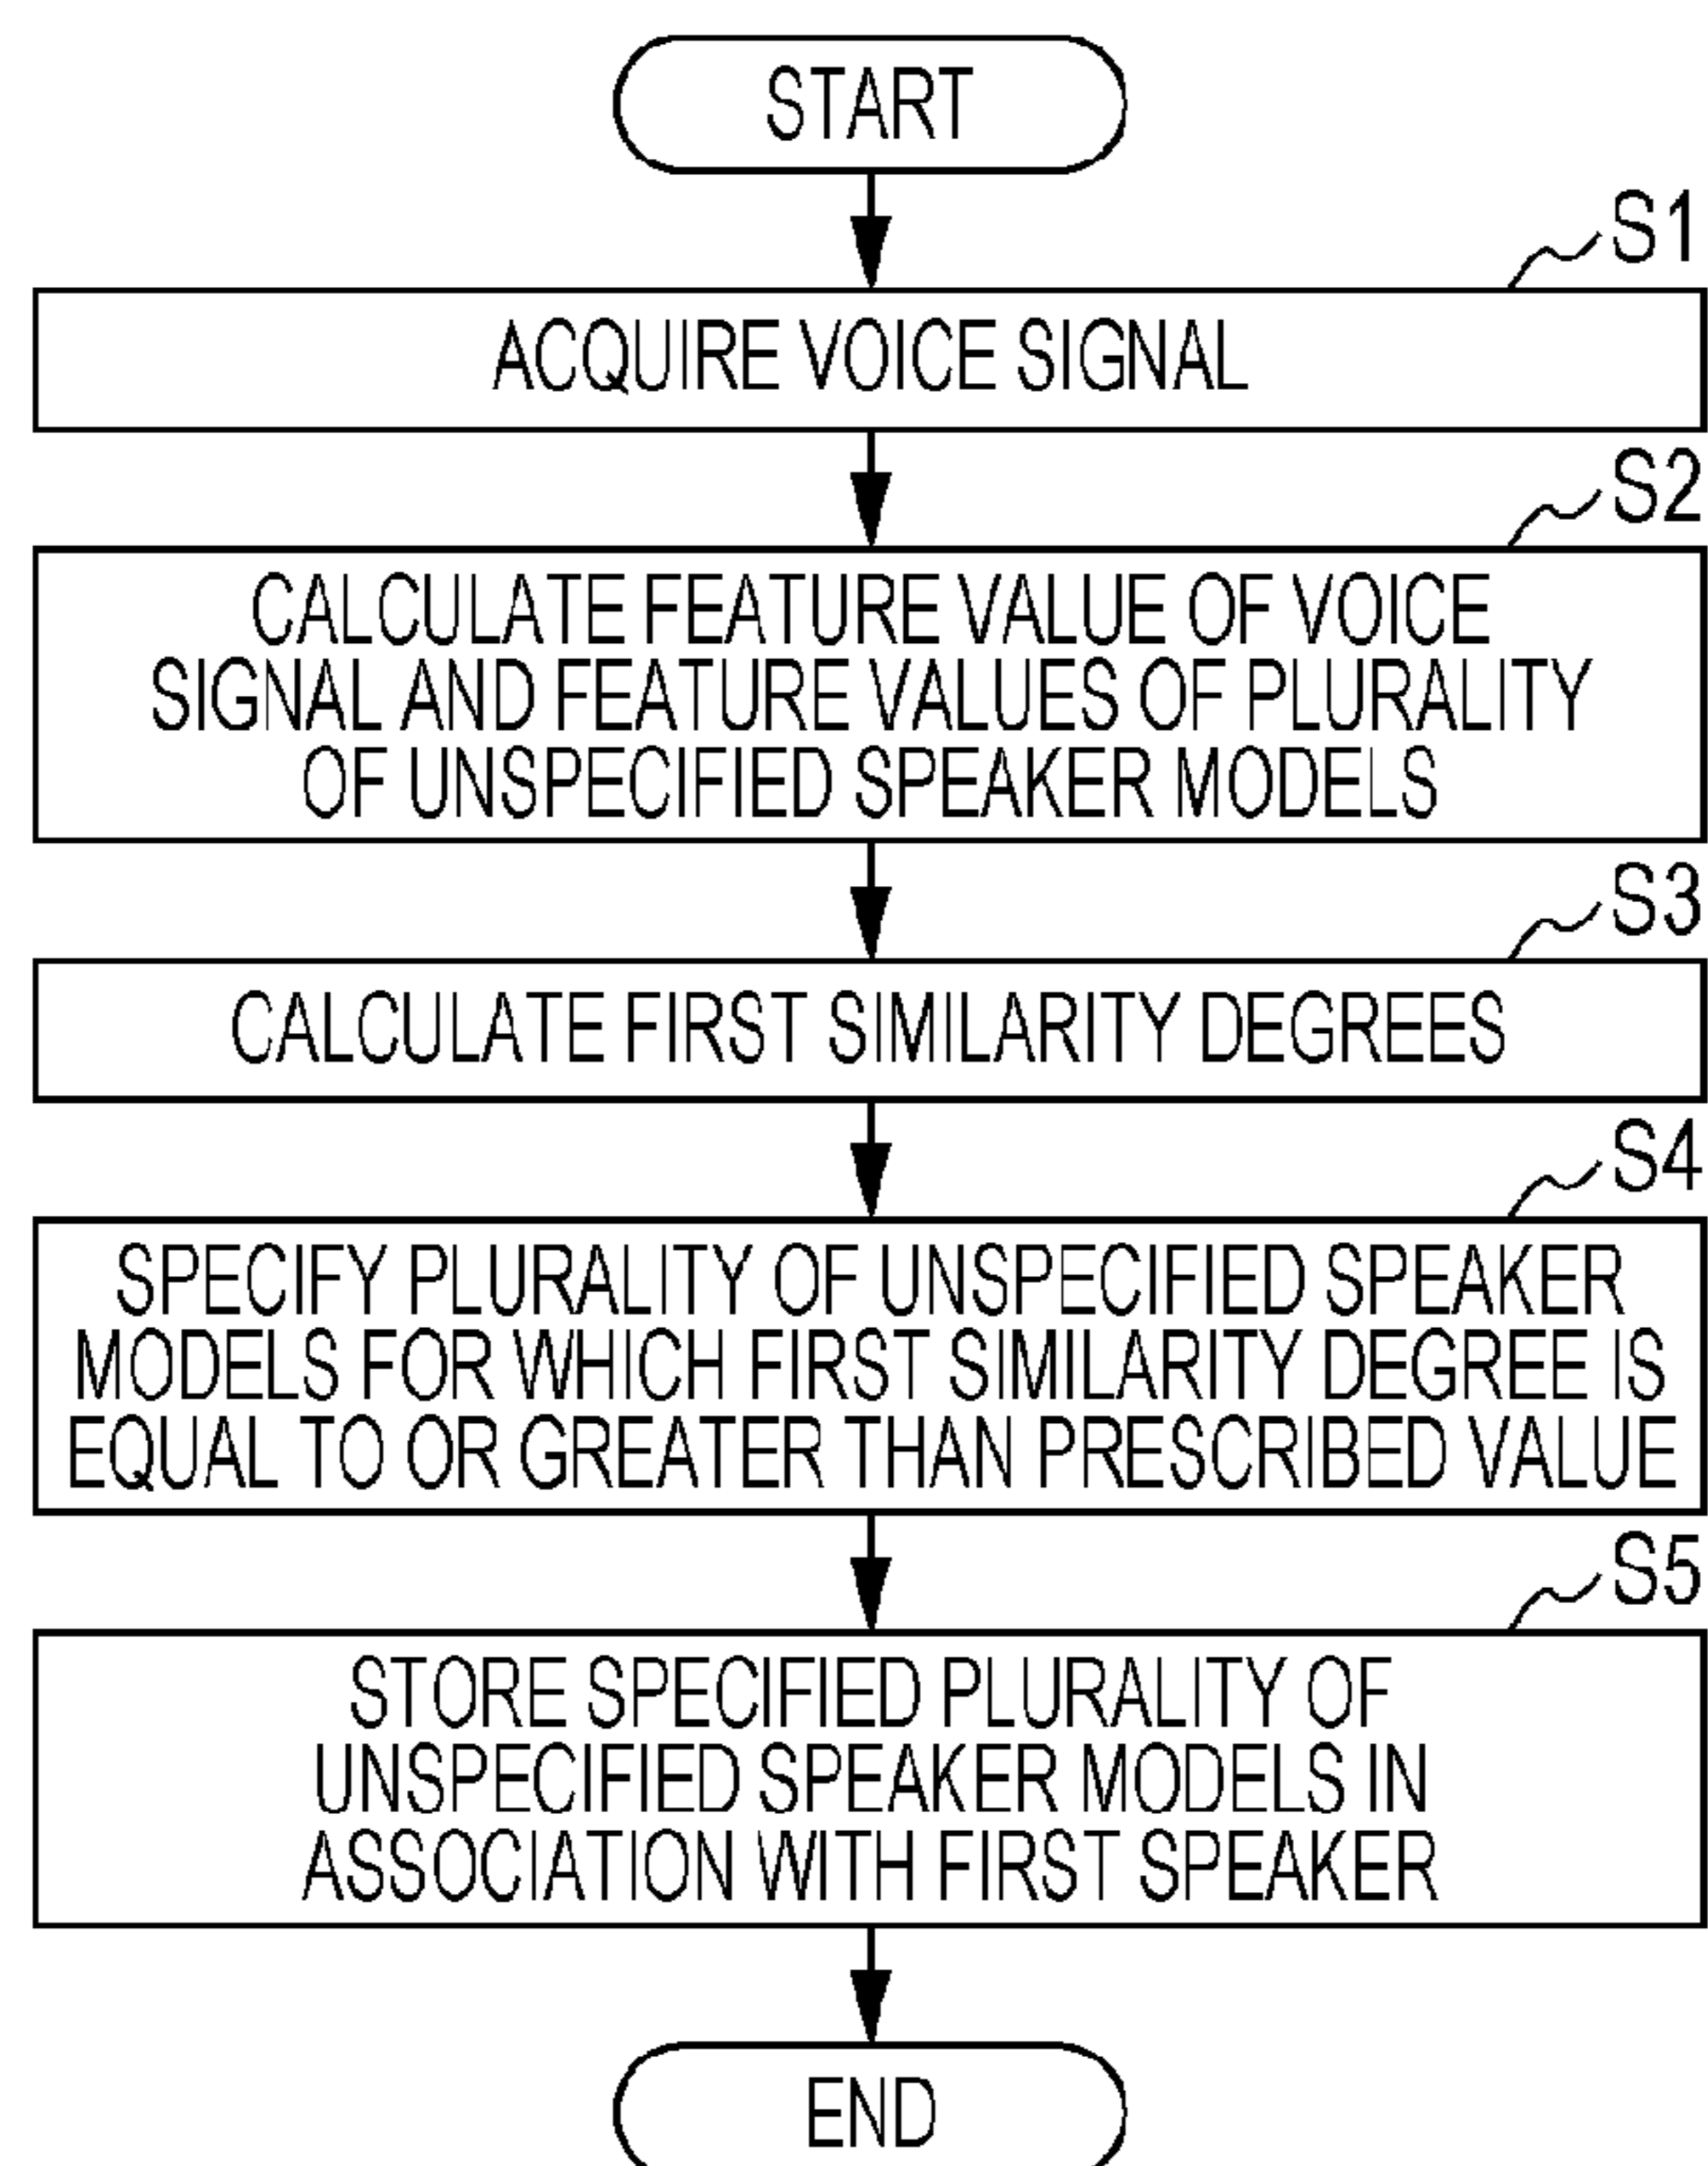 START
S1
ACQUIRE VOICE SIGNAL
S2
CALCULATE FEATURE VALUE OF VOICE
SIGNAL AND FEATURE VALUES OF PLURALITY
OF UNSPECIFIED SPEAKER MODELS
S3
CALCULATE FIRST SIMILARITY DEGREES
S4
SPECIFY PLURALITY OF UNSPECIFIED SPEAKER
MODELS FOR WHICH FIRST SIMILARITY DEGREE IS
EQUAL TO OR GREATER THAN PRESCRIBED VALUE
S5
STORE SPECIFIED PLURALITY OF
UNSPECIFIED SPEAKER MODELS IN
ASSOCIATION WITH FIRST SPEAKER
END